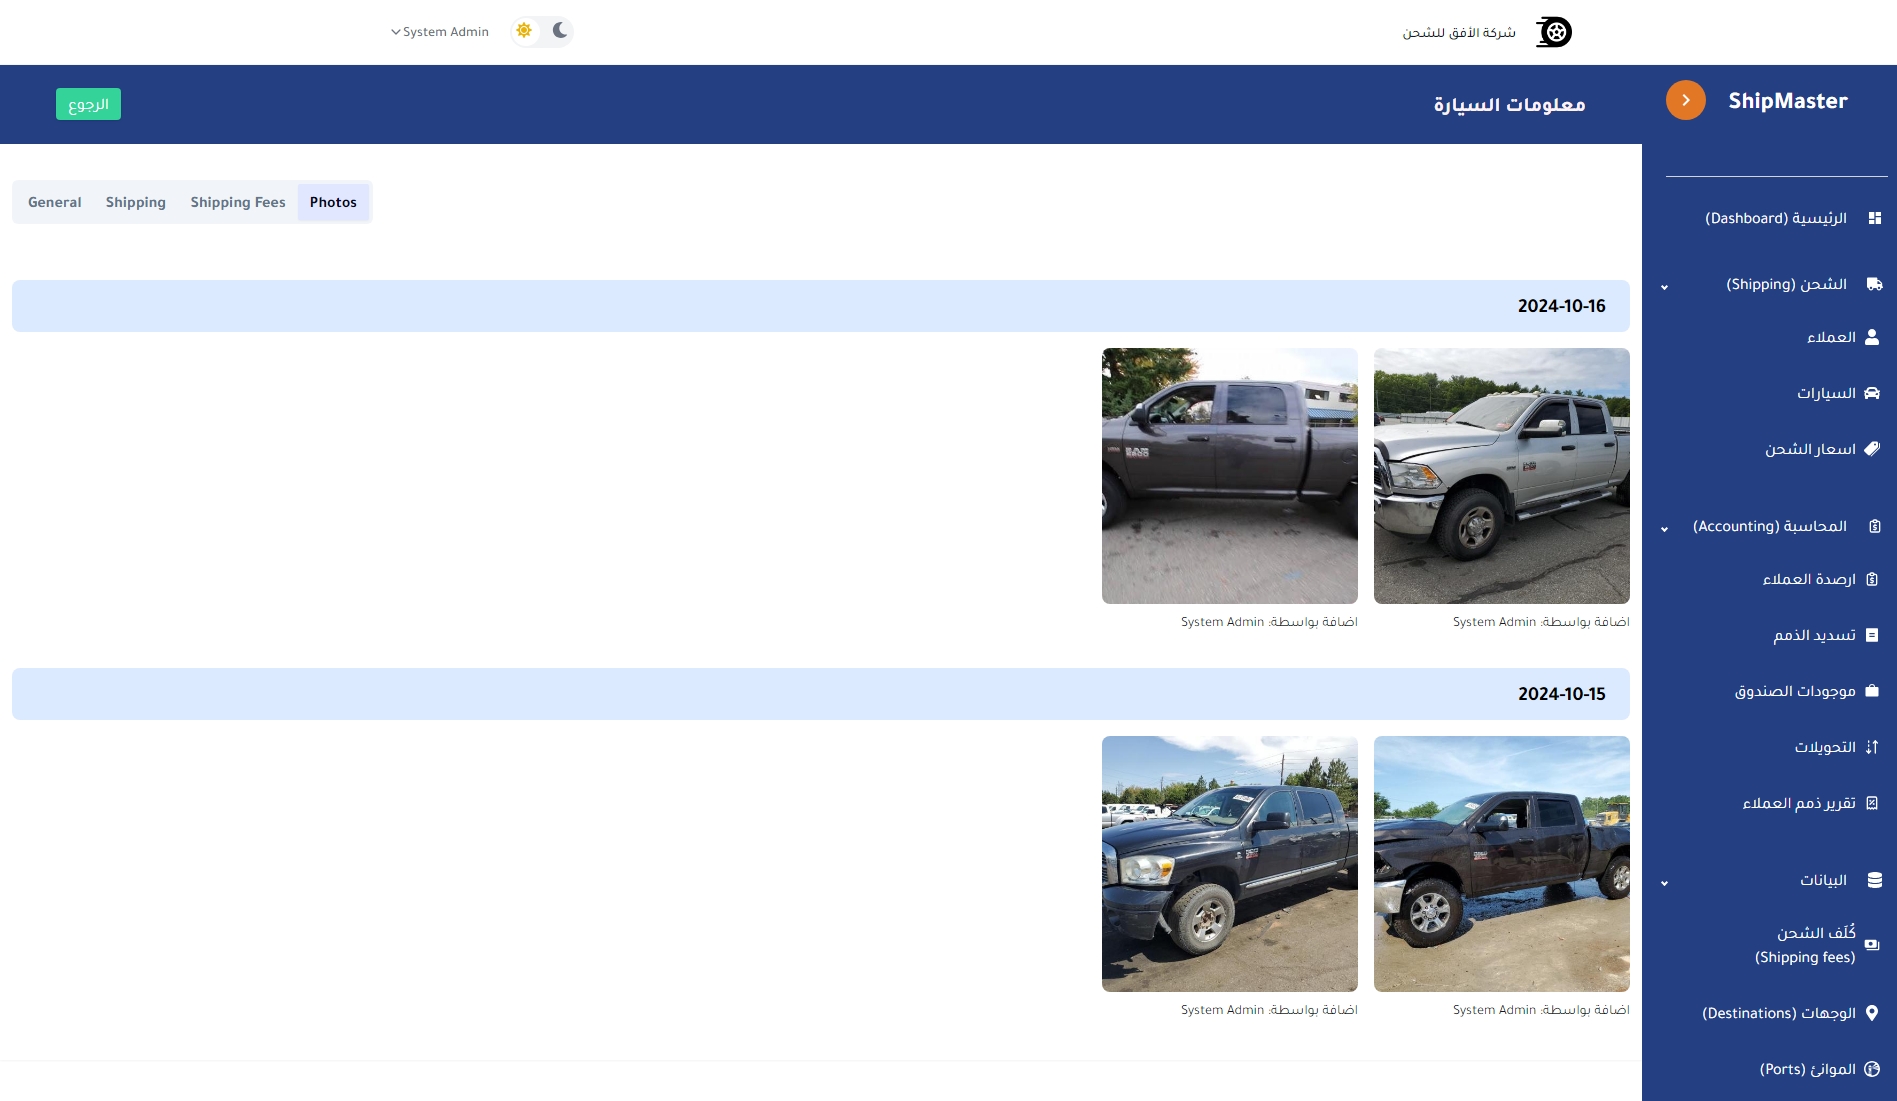 شركة الأفق للشحن
System Admin
ShipMaster
معلومات السيارة
الرجوع
الرئيسية (Dashboard)
الشحن (Shipping)
العملاء
السيارات
اسعار الشحن
المحاسبة (Accounting)
ارصدة العملاء
تسديد الذمم
موجودات الصندوق
التحويلات
تقرير ذمم العملاء
البيانات
كُلَف الشحن
(Shipping fees)
الوجهات (Destinations)
الموانئ (Ports)
General Shipping Shipping Fees Photos
2024-10-16
اضافة بواسطة: System Admin
اضافة بواسطة: System Admin
2024-10-15
اضافة بواسطة: System Admin
اضافة بواسطة: System Admin